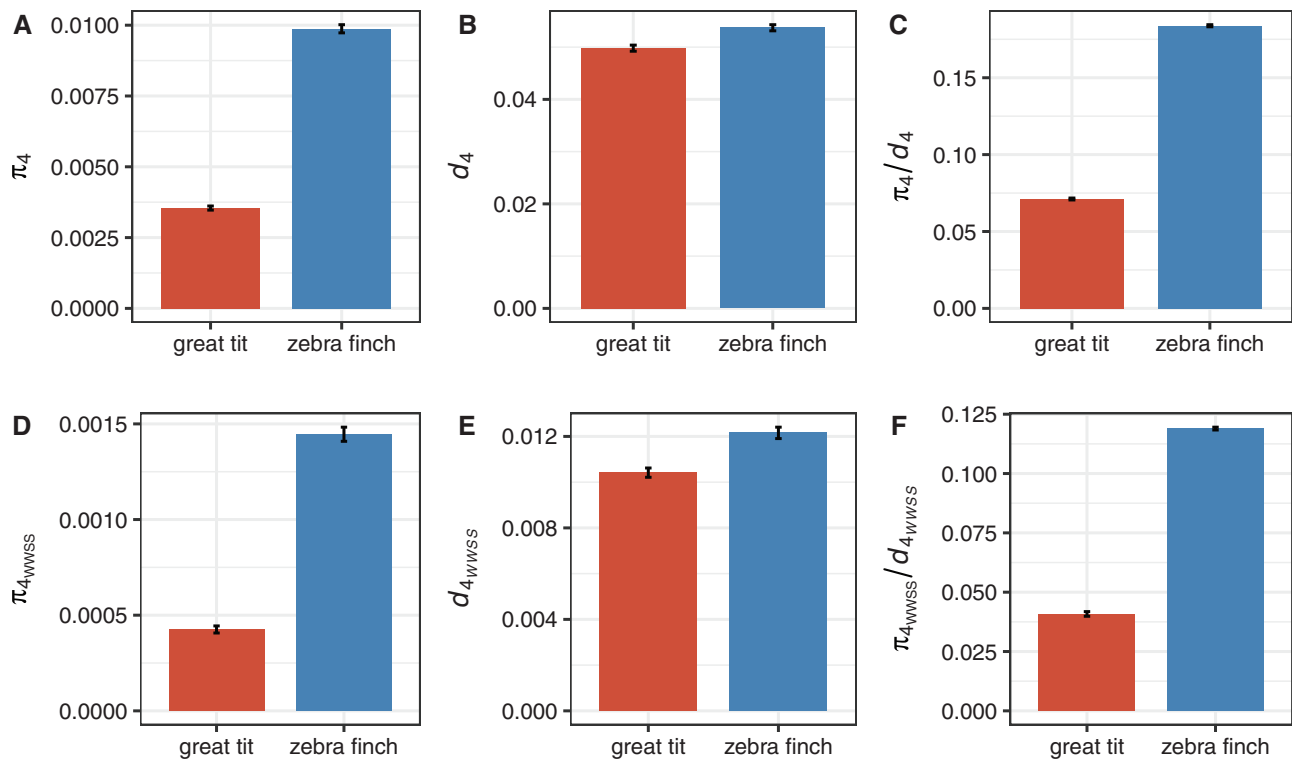 A
π₄
0.0100
0.0075
0.0050
0.0025
0.0000
great tit
zebra finch
B
d₄
0.04
0.02
0.00
great tit
zebra finch
C
π₄/d₄
0.15
0.10
0.05
0.00
great tit
zebra finch
D
π₄wwss
0.0015
0.0010
0.0005
0.0000
great tit
zebra finch
E
d₄wwss
0.012
0.008
0.004
0.000
great tit
zebra finch
F
π₄wwss/d₄wwss
0.125
0.100
0.075
0.050
0.025
0.000
great tit
zebra finch